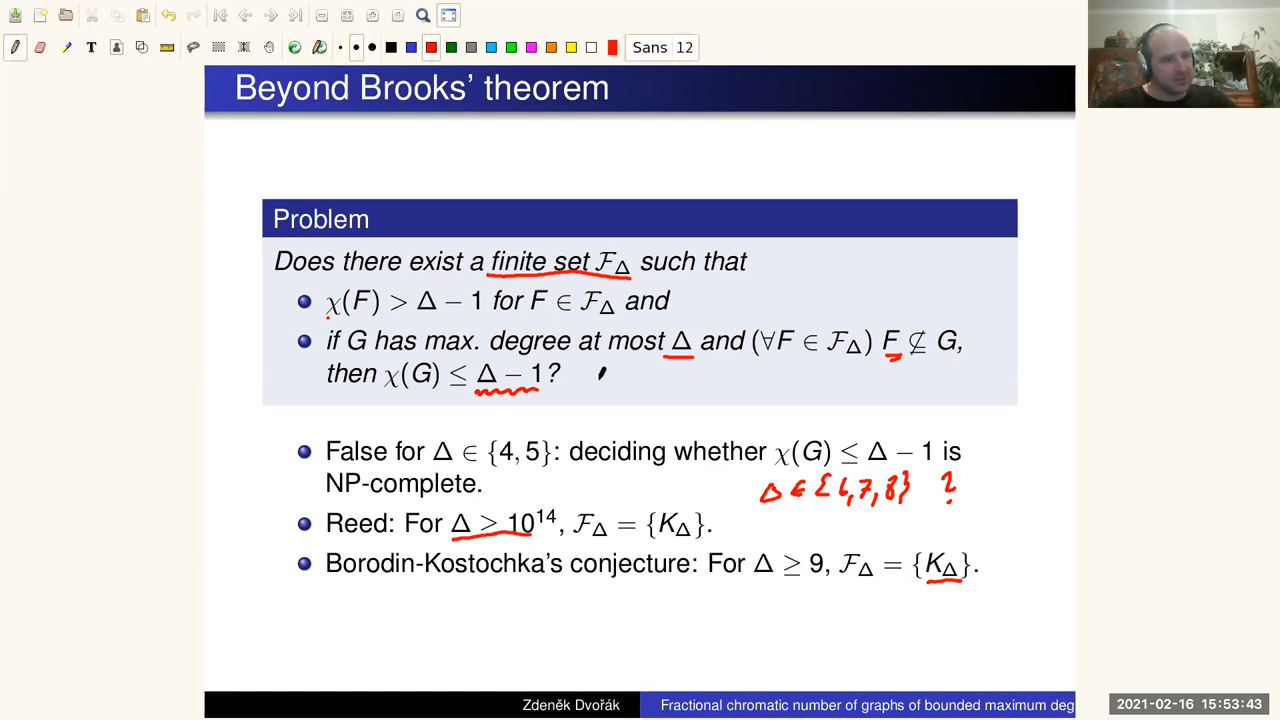 T
Sans 12
Beyond Brooks' theorem
Problem
Does there exist a finite set F_Δ such that
χ(F) > Δ − 1 for F ∈ F_Δ and
if G has max. degree at most Δ and (∀F ∈ F_Δ) F ⊈ G,
then χ(G) ≤ Δ − 1?
False for Δ ∈ {4, 5}: deciding whether χ(G) ≤ Δ − 1 is
NP-complete.
Δ ∈ {6,7,8} ?
Reed: For Δ ≥ 10^14, F_Δ = {K_Δ}.
Borodin-Kostochka's conjecture: For Δ ≥ 9, F_Δ = {K_Δ}.
Zdeněk Dvořák Fractional chromatic number of graphs of bounded maximum deg
2021-02-16 15:53:43